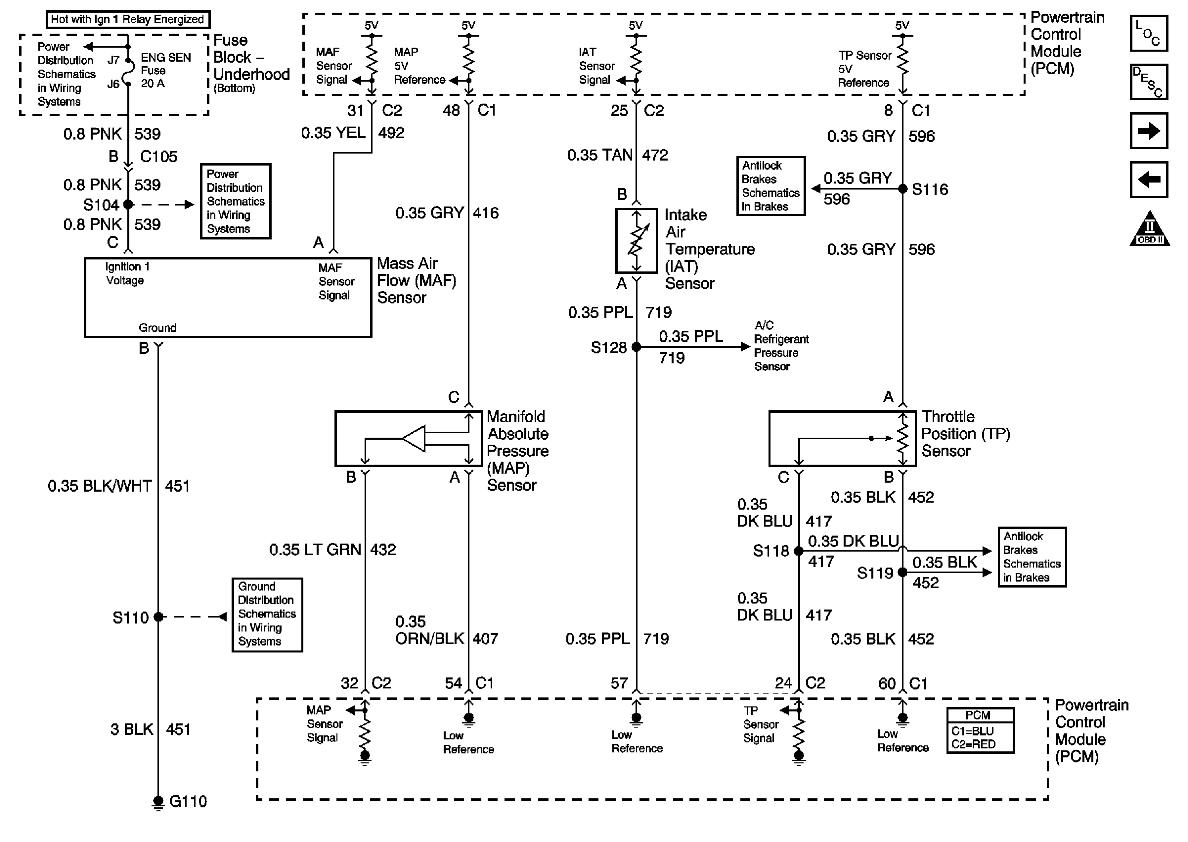 Hot with Ign 1 Relay Energized
Power
Distribution
Schematics
in Wiring
Systems
J7
J6
ENG SEN
Fuse
20 A
Fuse
Block –
Underhood
(Bottom)
5V
MAF
Sensor
Signal
5V
MAP
5V
Reference
5V
IAT
Sensor
Signal
5V
TP Sensor
5V
Reference
Powertrain
Control
Module
(PCM)
L
O
C
D
E
S
C
II
OBD II
31 C2
48 C1
25 C2
8 C1
0.8 PNK 539
B C105
0.8 PNK 539
S104
0.8 PNK 539
C
Power
Distribution
Schematics
in Wiring
Systems
0.35 YEL 492
A
0.35 GRY 416
0.35 TAN 472
B
Intake
Air
Temperature
(IAT)
Sensor
A
0.35 GRY 596
Antilock
Brakes
Schematics
in Brakes
0.35 GRY
596
S116
0.35 GRY 596
Ignition 1
Voltage
MAF
Sensor
Signal
Ground
Mass Air
Flow (MAF)
Sensor
B
0.35 PPL 719
S128
0.35 PPL
719
A/C
Refrigerant
Pressure
Sensor
C
Manifold
Absolute
Pressure
(MAP)
Sensor
B
A
A
Throttle
Position (TP)
Sensor
C
B
0.35 BLK/WHT 451
0.35 BLK 452
0.35
DK BLU 417
S118
0.35 DK BLU
417
S119
0.35 BLK
452
Antilock
Brakes
Schematics
in Brakes
0.35 LT GRN 432
S110
Ground
Distribution
Schematics
in Wiring
Systems
0.35
ORN/BLK 407
0.35 PPL 719
0.35
DK BLU 417
0.35 BLK 452
32 C2
54 C1
57
24 C2
60 C1
MAP
Sensor
Signal
Low
Reference
Low
Reference
TP
Sensor
Signal
Low
Reference
PCM
C1=BLU
C2=RED
Powertrain
Control
Module
(PCM)
3 BLK 451
G110